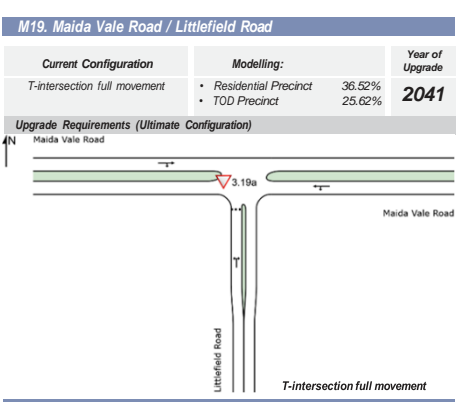 M19. Maida Vale Road / Littlefield Road
Current Configuration
Modelling:
Year of
Upgrade
T-intersection full movement
• Residential Precinct 36.52%
• TOD Precinct 25.62%
2041
Upgrade Requirements (Ultimate Configuration)
N
Maida Vale Road
3.19a
Maida Vale Road
Littlefield Road
T-intersection full movement